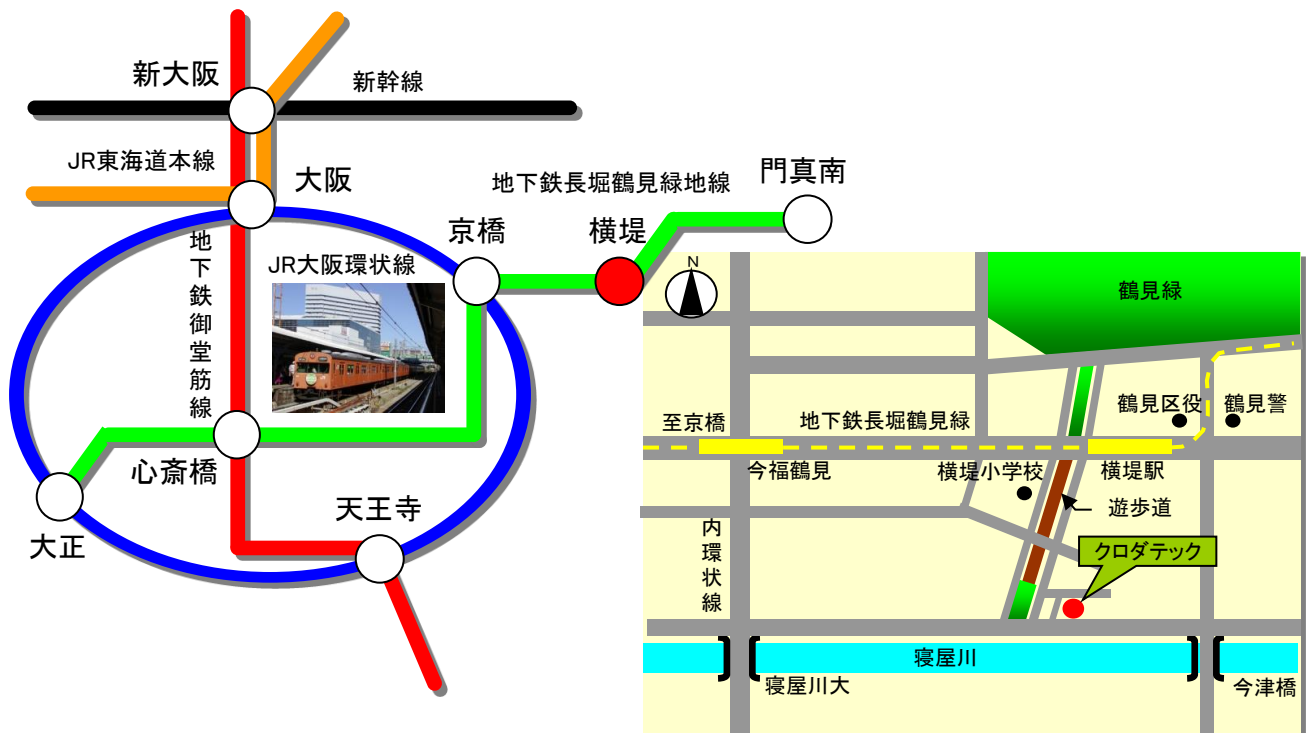 新大阪
新幹線
JR東海道本線
大阪
地下鉄長堀鶴見緑地線
門真南
京橋
横堤
地下鉄御堂筋線
JR大阪環状線
心斎橋
大正
天王寺
N
鶴見緑
至京橋
地下鉄長堀鶴見緑
鶴見区役
鶴見警
今福鶴見
横堤小学校
横堤駅
遊歩道
内環状線
クロダテック
寝屋川
寝屋川大
今津橋